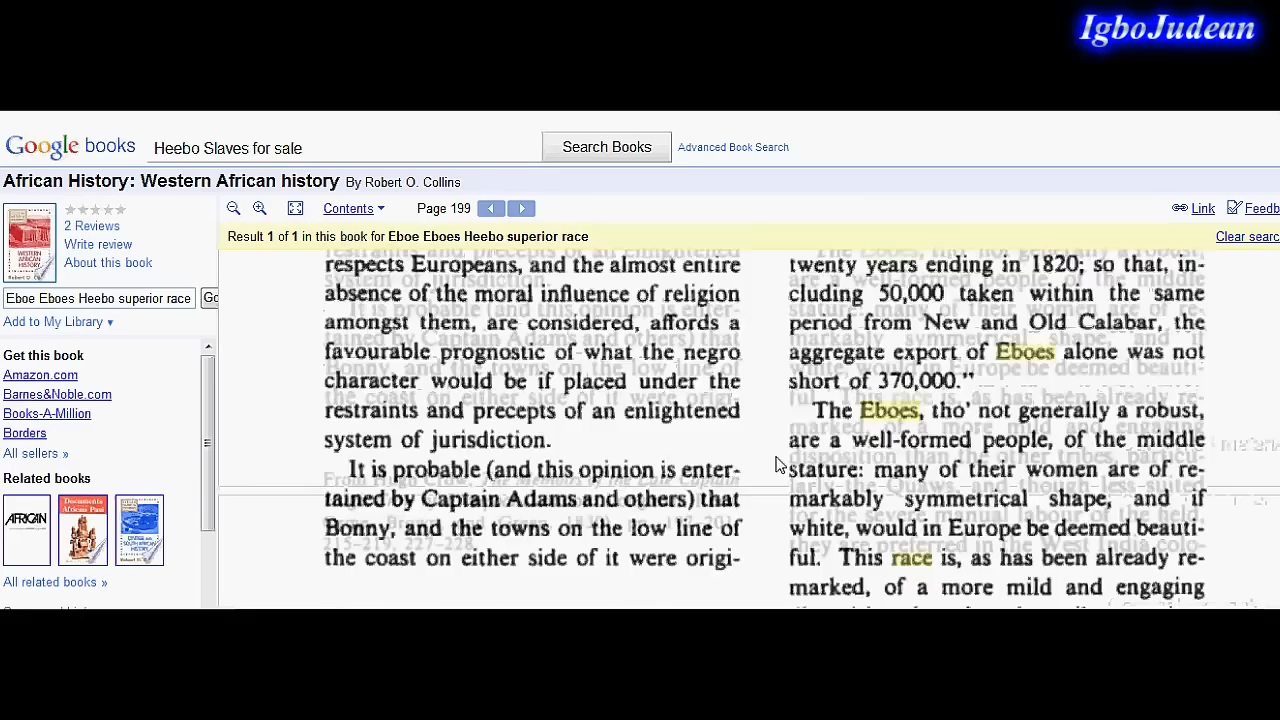 IgboJudean
Google books
Heebo Slaves for sale
Search Books
Advanced Book Search
African History: Western African history By Robert O. Collins
2 Reviews
Write review
About this book
Eboe Eboes Heebo superior race
Go
Add to My Library ▾
Get this book
Amazon.com
Barnes&Noble.com
Books-A-Million
Borders
All sellers »
Related books
AFRICAN
All related books »
Contents ▾
Page 199
Link
Feedb
Result 1 of 1 in this book for Eboe Eboes Heebo superior race
Clear searc
respects Europeans, and the almost entire
absence of the moral influence of religion
amongst them, are considered, affords a
favourable prognostic of what the negro
character would be if placed under the
restraints and precepts of an enlightened
system of jurisdiction.
It is probable (and this opinion is enter-
tained by Captain Adams and others) that
Bonny, and the towns on the low line of
the coast on either side of it were origi-
twenty years ending in 1820; so that, in-
cluding 50,000 taken within the same
period from New and Old Calabar, the
aggregate export of Eboes alone was not
short of 370,000."
The Eboes, tho' not generally a robust,
are a well-formed people, of the middle
stature: many of their women are of re-
markably symmetrical shape, and if
white, would in Europe be deemed beauti-
ful. This race is, as has been already re-
marked, of a more mild and engaging